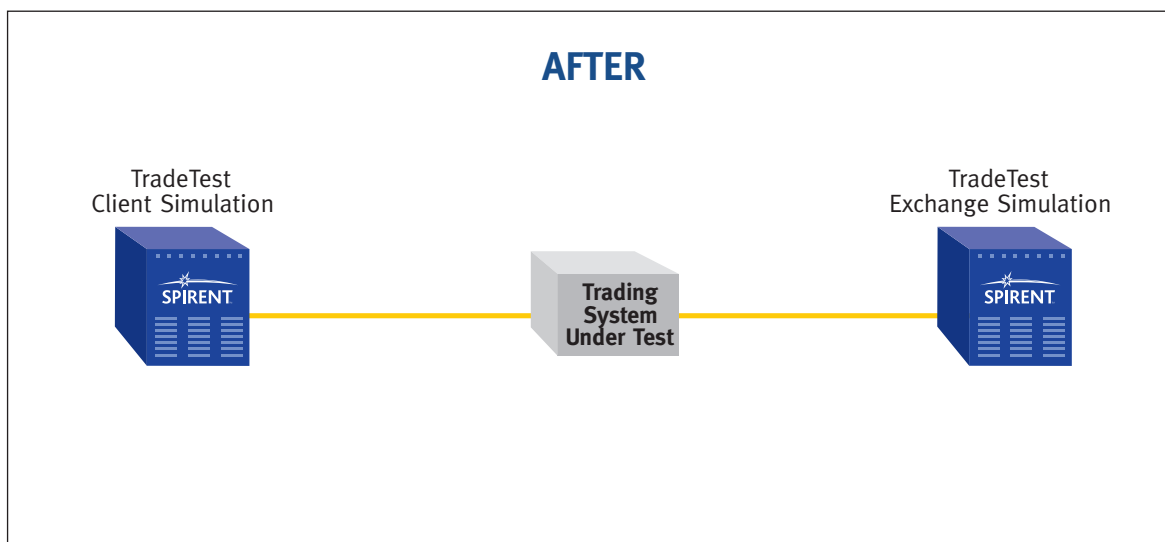 AFTER
TradeTest
Client Simulation
TradeTest
Exchange Simulation
SPIRENT
Trading
System
Under Test
SPIRENT